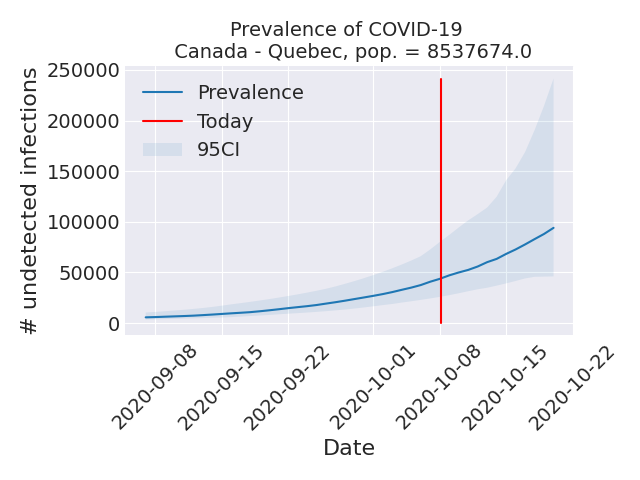 Prevalence of COVID-19
Canada - Quebec, pop. = 8537674.0
# undetected infections
250000
200000
150000
100000
50000
0
Prevalence
Today
95CI
2020-09-08
2020-09-15
2020-09-22
2020-10-01
2020-10-08
2020-10-15
2020-10-22
Date